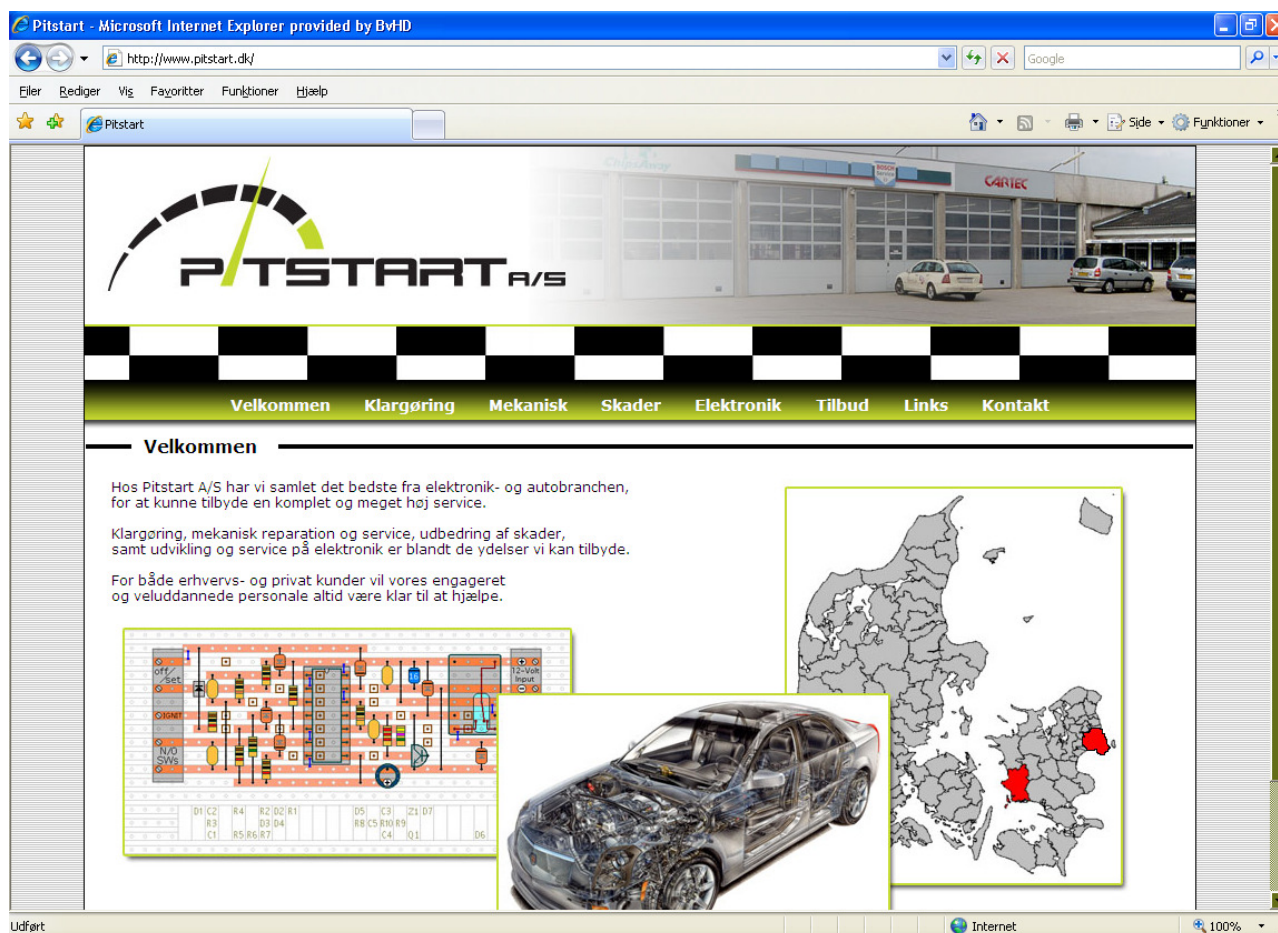 Pitstart - Microsoft Internet Explorer provided by BvHD
http://www.pitstart.dk/
Google
Filer Rediger Vis Favoritter Funktioner Hjælp
Pitstart
Side
Funktioner
ChipsAway
BOSCH
Service
CARTEC
PITSTART A/S
Velkommen Klargøring Mekanisk Skader Elektronik Tilbud Links Kontakt
Velkommen
Hos Pitstart A/S har vi samlet det bedste fra elektronik- og autobranchen,
for at kunne tilbyde en komplet og meget høj service.
Klargøring, mekanisk reparation og service, udbedring af skader,
samt udvikling og service på elektronik er blandt de ydelser vi kan tilbyde.
For både erhvervs- og privat kunder vil vores engageret
og veluddannede personale altid være klar til at hjælpe.
off/
set
IGNIT
N/O
SWs
16
12-Volt
Input
D1 C2 R4 R2 D2 R1 D5 C3 Z1 D7
R3 D3 D4 R8 C5 R10 R9
C1 R5 R6 R7 C4 Q1 D6
Udført
Internet
100%